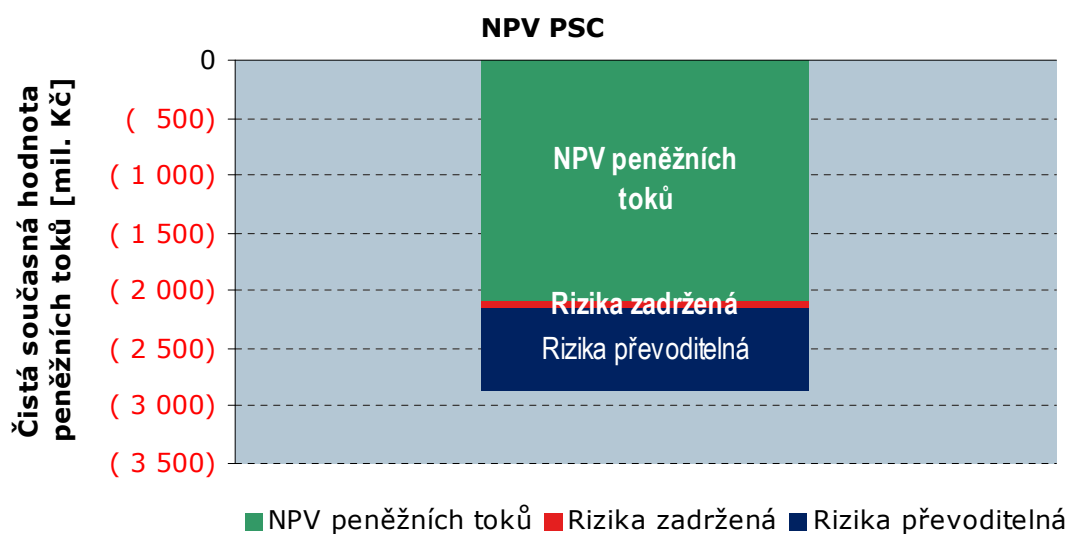 NPV PSC
Čistá současná hodnota
peněžních toků [mil. Kč]
0
( 500)
( 1 000)
( 1 500)
( 2 000)
( 2 500)
( 3 000)
( 3 500)
NPV peněžních
toků
Rizika zadržená
Rizika převoditelná
NPV peněžních toků Rizika zadržená Rizika převoditelná